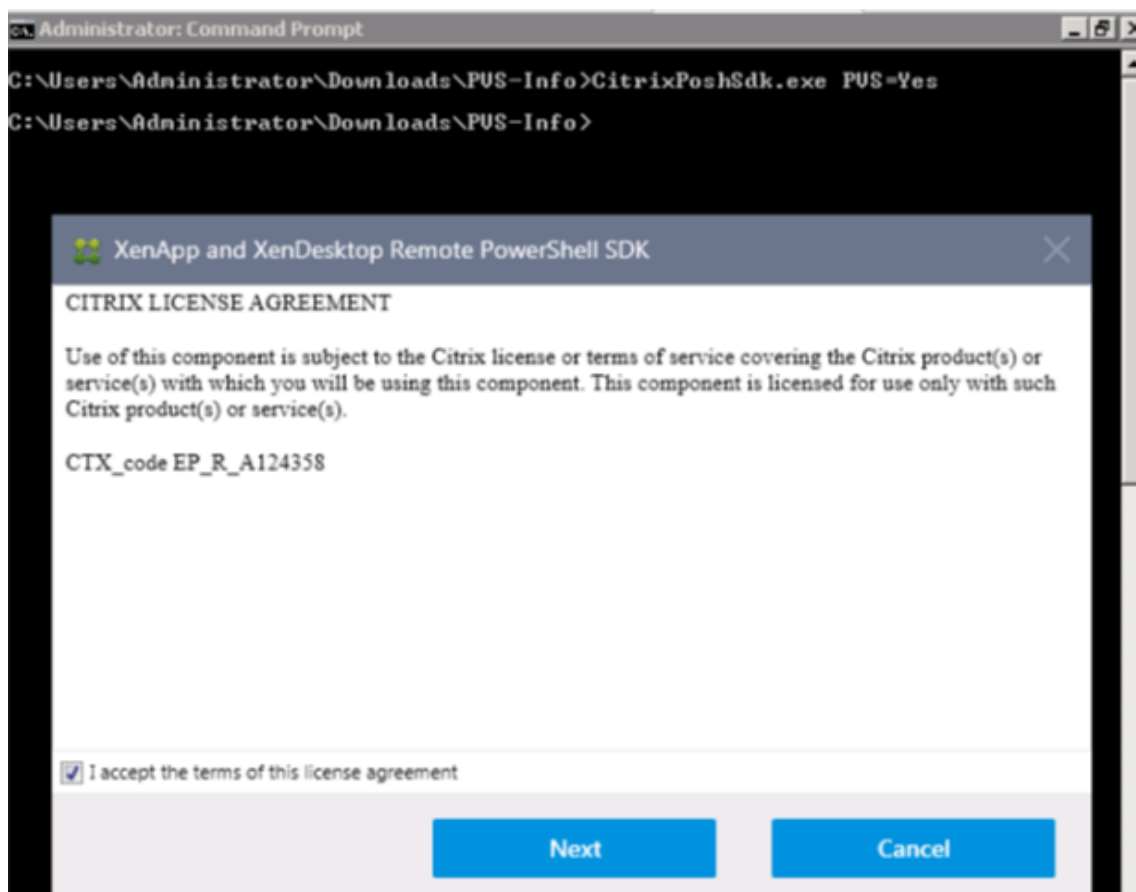 Administrator: Command Prompt
C:\Users\Administrator\Downloads\PVS-Info>CitrixPoshSdk.exe PVS=Yes
C:\Users\Administrator\Downloads\PVS-Info>
XenApp and XenDesktop Remote PowerShell SDK
CITRIX LICENSE AGREEMENT
Use of this component is subject to the Citrix license or terms of service covering the Citrix product(s) or
service(s) with which you will be using this component. This component is licensed for use only with such
Citrix product(s) or service(s).
CTX_code EP_R_A124358
I accept the terms of this license agreement
Next
Cancel